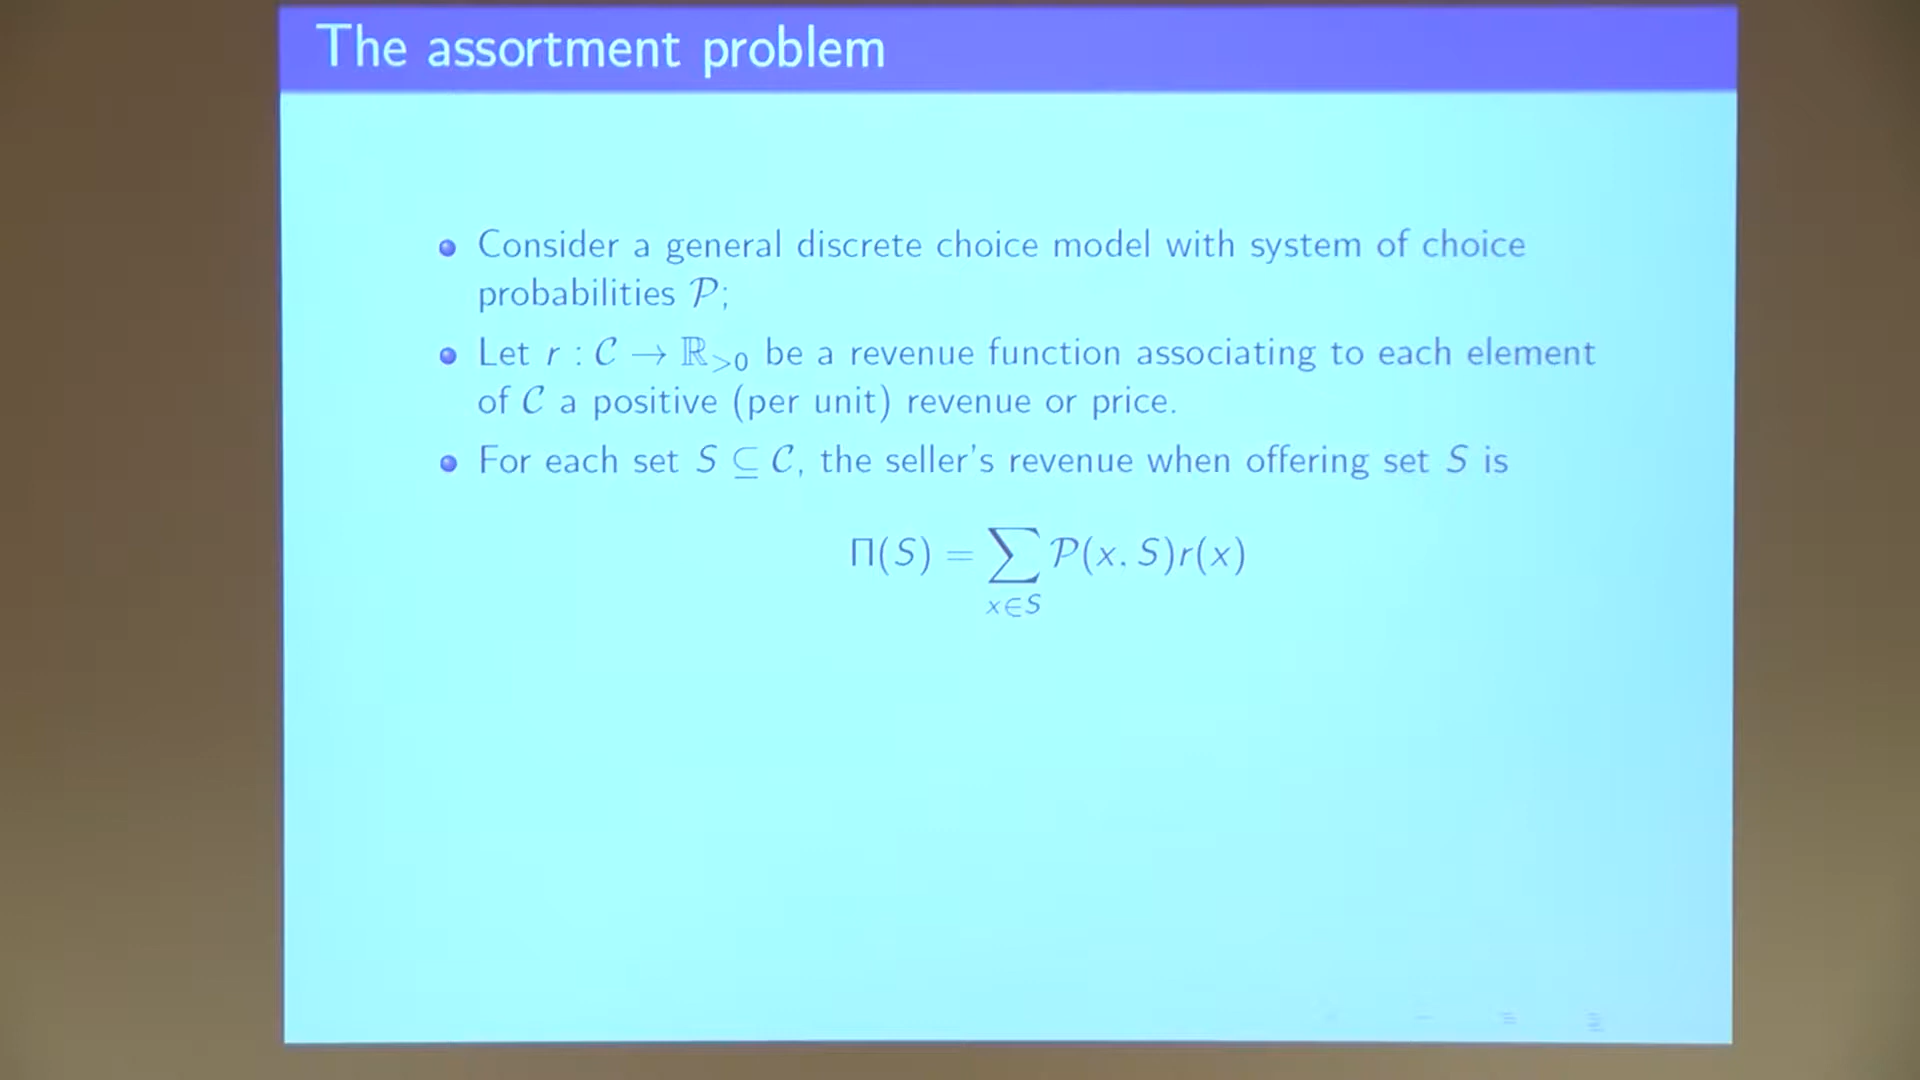 The assortment problem
Consider a general discrete choice model with system of choice
probabilities 𝒫;
Let r : 𝒞 → ℝ>0 be a revenue function associating to each element
of 𝒞 a positive (per unit) revenue or price.
For each set S ⊆ 𝒞, the seller's revenue when offering set S is
Π(S) = ∑ 𝒫(x. S)r(x)
x∈S